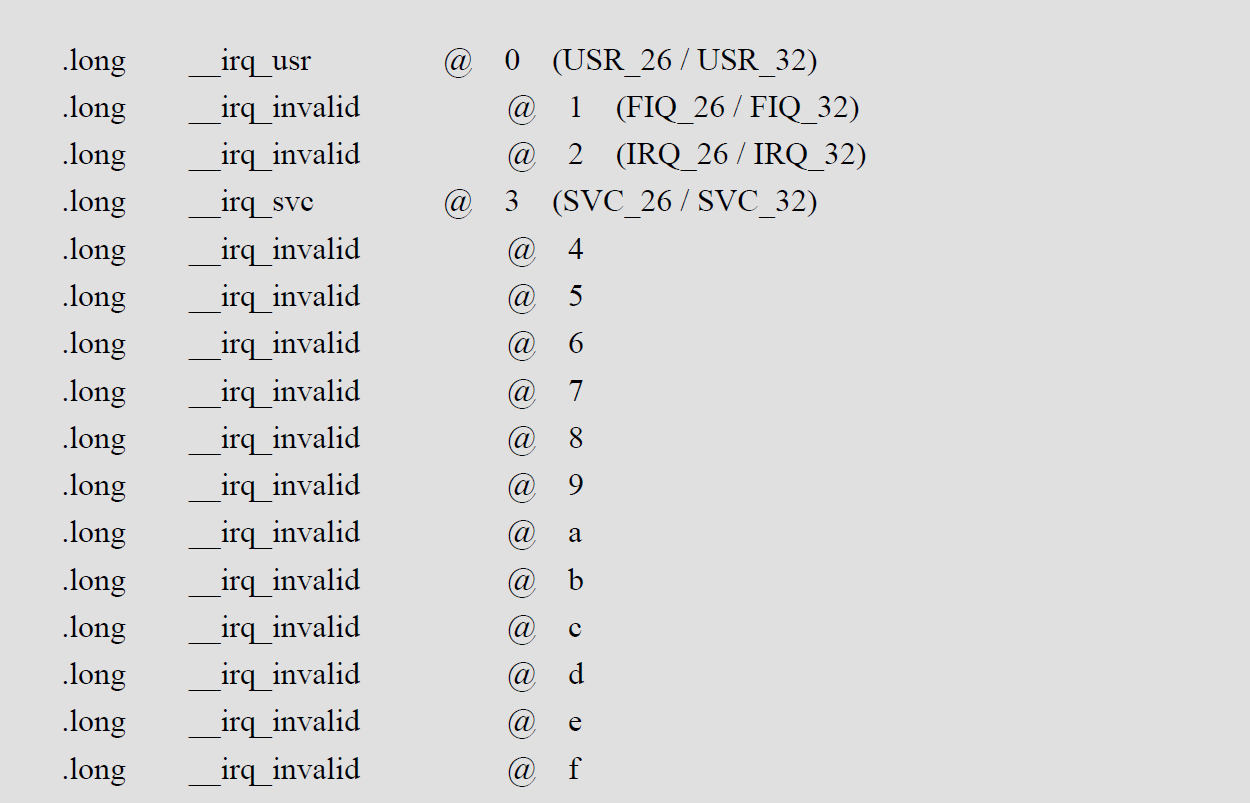 .long __irq_usr @ 0 (USR_26 / USR_32)
.long __irq_invalid @ 1 (FIQ_26 / FIQ_32)
.long __irq_invalid @ 2 (IRQ_26 / IRQ_32)
.long __irq_svc @ 3 (SVC_26 / SVC_32)
.long __irq_invalid @ 4
.long __irq_invalid @ 5
.long __irq_invalid @ 6
.long __irq_invalid @ 7
.long __irq_invalid @ 8
.long __irq_invalid @ 9
.long __irq_invalid @ a
.long __irq_invalid @ b
.long __irq_invalid @ c
.long __irq_invalid @ d
.long __irq_invalid @ e
.long __irq_invalid @ f